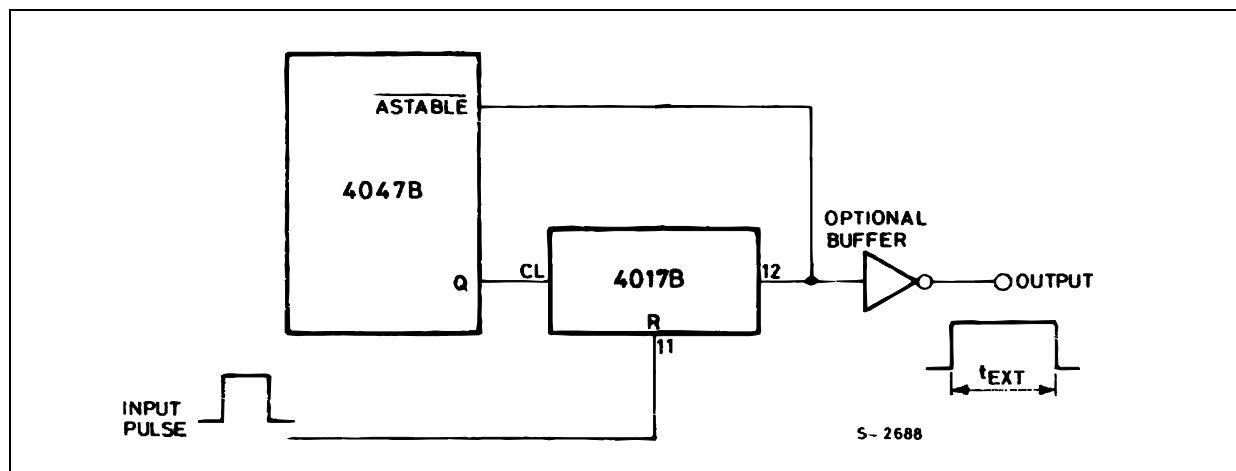 ASTABLE
4047B
OPTIONAL
BUFFER
CL
4017B
12
Q
OUTPUT
R
11
tEXT
INPUT
PULSE
S-2688